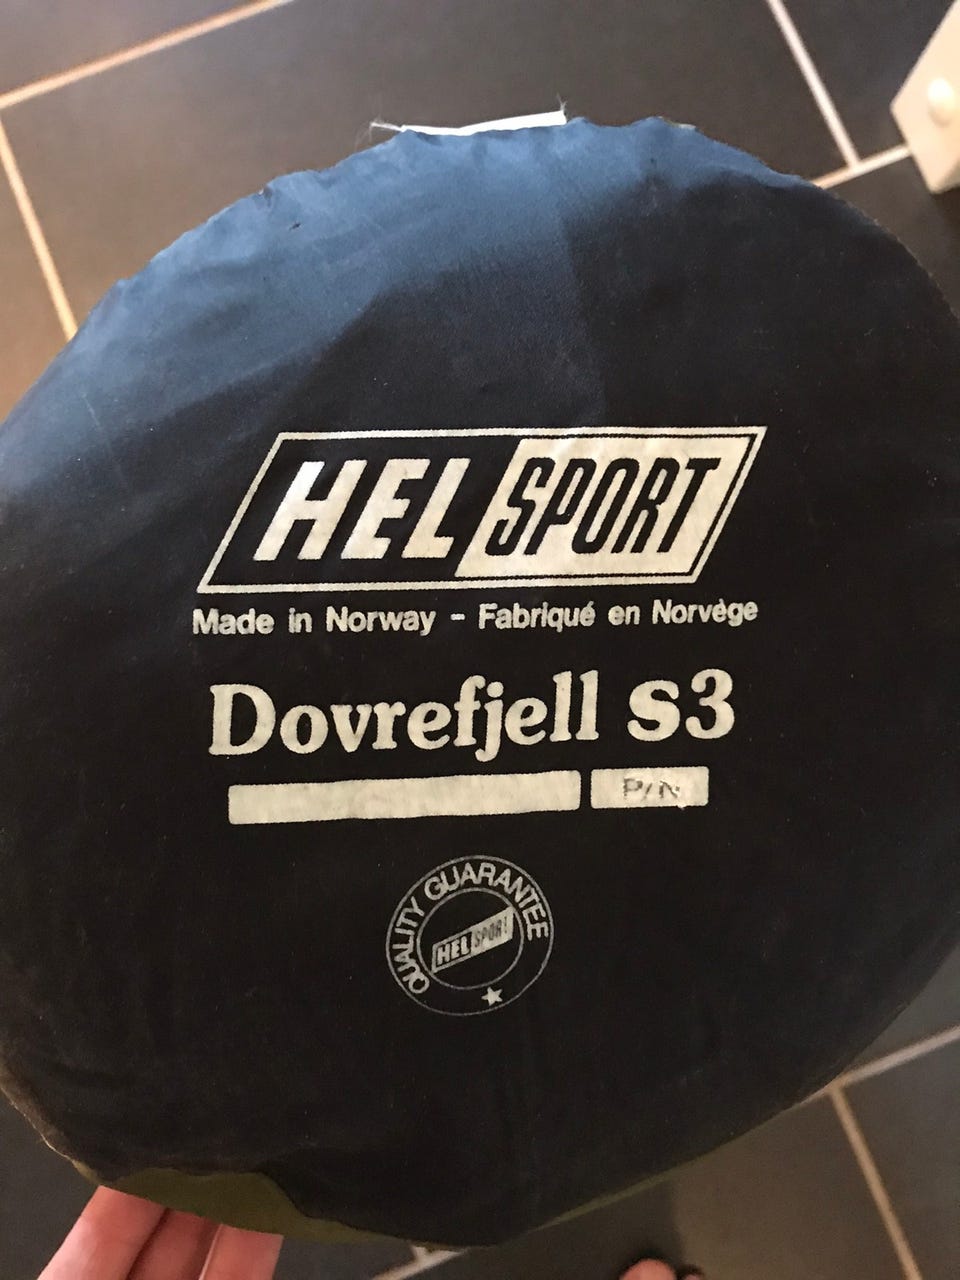 HEL SPORT
Made in Norway - Fabriqué en Norvège
Dovrefjell s3
P/N
QUALITY GUARANTEE
HEL SPORT